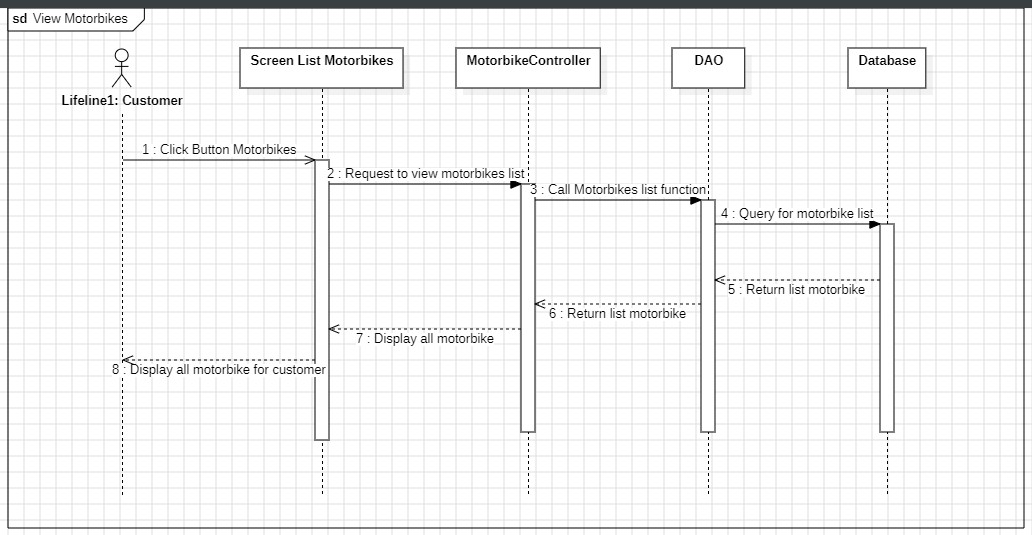 sd View Motorbikes
Lifeline1: Customer
Screen List Motorbikes
MotorbikeController
DAO
Database
1 : Click Button Motorbikes
2 : Request to view motorbikes list
3 : Call Motorbikes list function
4 : Query for motorbike list
5 : Return list motorbike
6 : Return list motorbike
7 : Display all motorbike
8 : Display all motorbike for customer